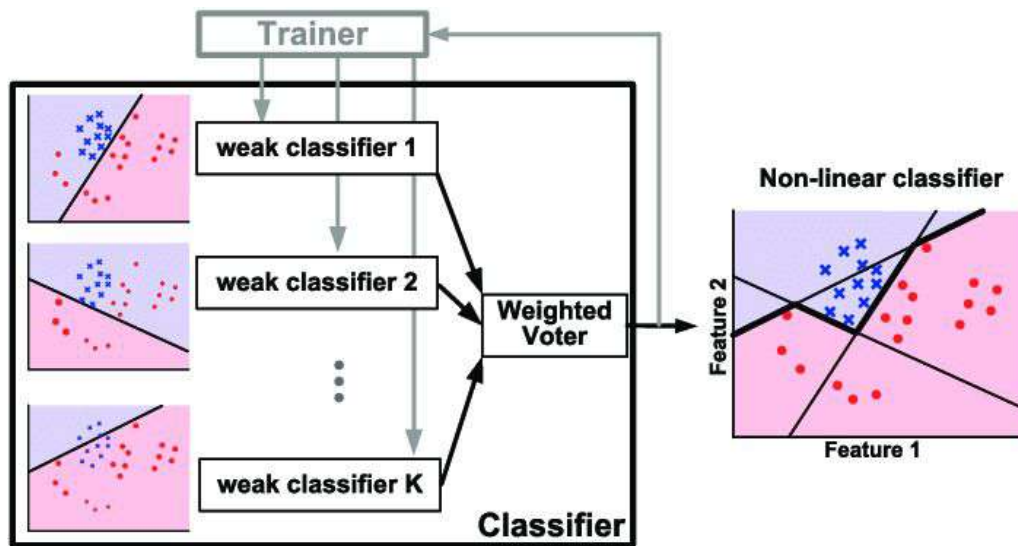 Trainer
weak classifier 1
weak classifier 2
weak classifier K
Weighted
Voter
Classifier
Non-linear classifier
Feature 2
Feature 1